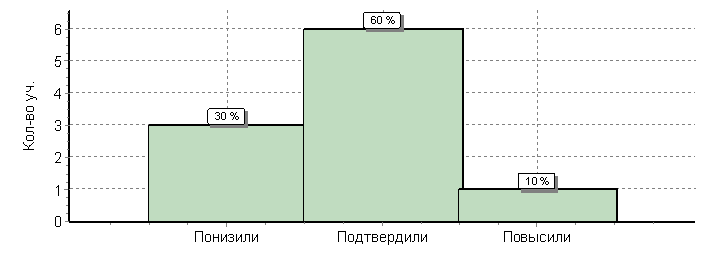 Кол-во уч.
6
5
4
3
2
1
0
30 %
60 %
10 %
Понизили
Подтвердили
Повысили